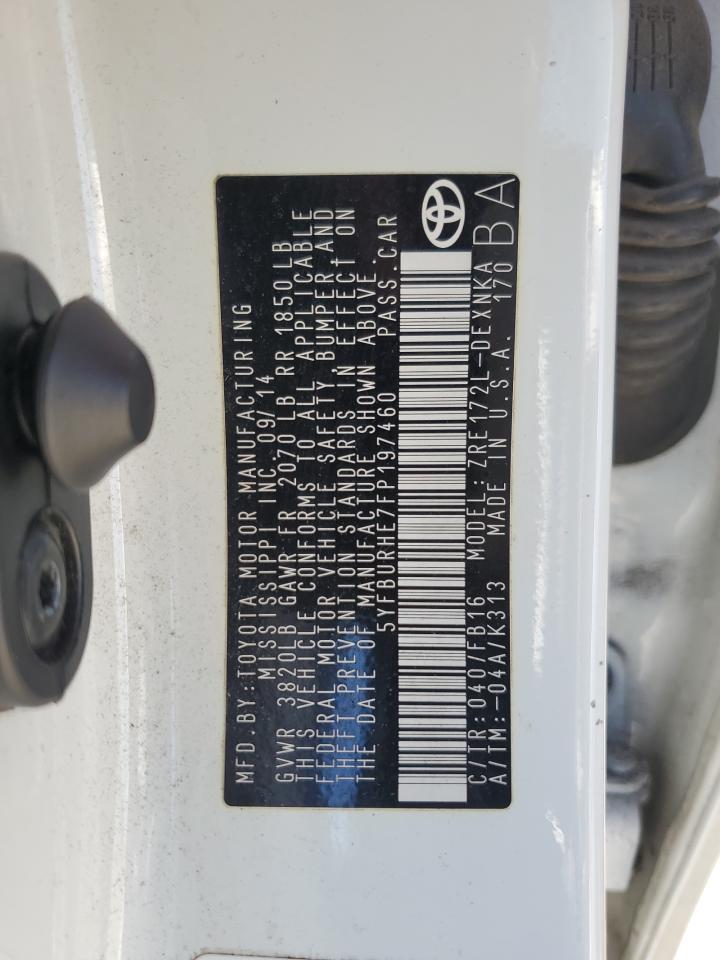 MFD.BY:TOYOTA MOTOR MANUFACTURING
MISSISSIPPI INC.09/14
GVWR 3820LB GAWR FR 2070 LB RR 1850LB
THIS VEHICLE CONFORMS TO ALL APPLICABLE
FEDERAL MOTOR VEHICLE SAFETY, BUMPER AND
THEFT PREVENTION STANDARDS IN EFFECT ON
THE DATE OF MANUFACTURE SHOWN ABOVE.
5YFBURHE7FP197460 PASS.CAR
C/TR:040/FB16 MODEL:ZRE172L-DEXNKA
A/TM:-04A/K313 MADE IN U.S.A. 170 BA